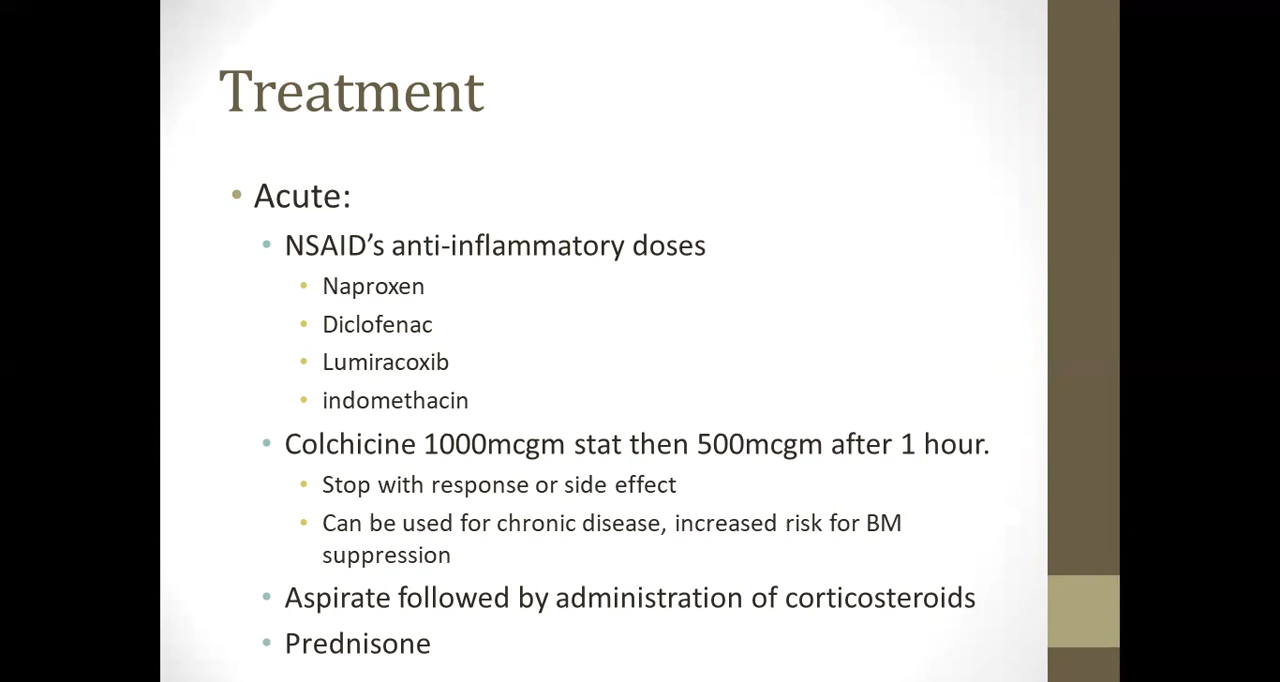 Treatment
• Acute:
• NSAID’s anti-inflammatory doses
• Naproxen
• Diclofenac
• Lumiracoxib
• indomethacin
• Colchicine 1000mcgm stat then 500mcgm after 1 hour.
• Stop with response or side effect
• Can be used for chronic disease, increased risk for BM
suppression
• Aspirate followed by administration of corticosteroids
• Prednisone